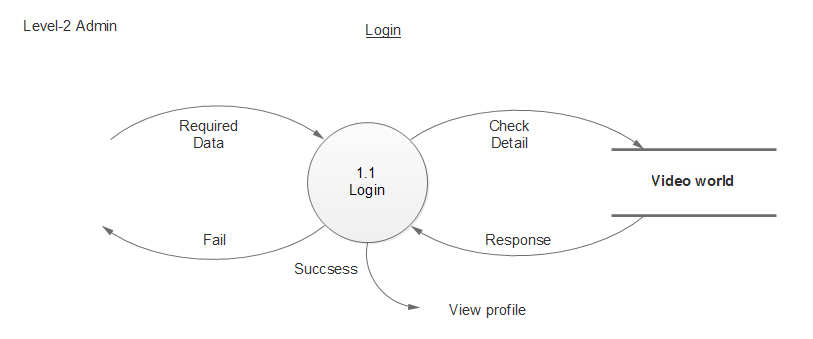 Level-2 Admin
Login
Required
Data
Check
Detail
1.1
Login
Video world
Fail
Response
Succsess
View profile